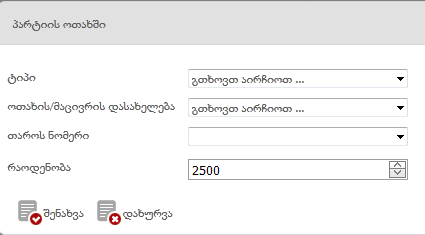 პარტიის ოთახში
ტიპი გთხოვთ აირჩიოთ ...
ოთახის/მაცივრის დასახელება გთხოვთ აირჩიოთ ...
თაროს ნომერი
რაოდენობა 2500
შენახვა დახურვა